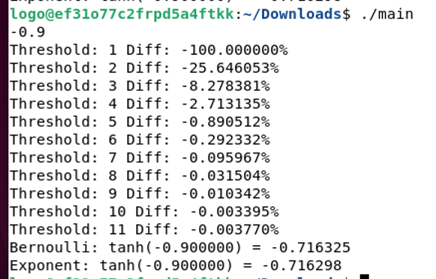 logo@ef31o77c2frpd5a4ftkk:~/Downloads$ ./main
-0.9
Threshold: 1 Diff: -100.000000%
Threshold: 2 Diff: -25.646053%
Threshold: 3 Diff: -8.278381%
Threshold: 4 Diff: -2.713135%
Threshold: 5 Diff: -0.890512%
Threshold: 6 Diff: -0.292332%
Threshold: 7 Diff: -0.095967%
Threshold: 8 Diff: -0.031504%
Threshold: 9 Diff: -0.010342%
Threshold: 10 Diff: -0.003395%
Threshold: 11 Diff: -0.003770%
Bernoulli: tanh(-0.900000) = -0.716325
Exponent: tanh(-0.900000) = -0.716298